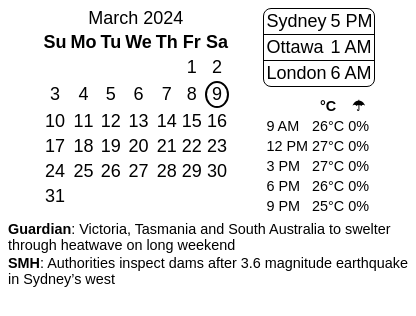 March 2024
Su Mo Tu We Th Fr Sa
1 2
3 4 5 6 7 8 9
10 11 12 13 14 15 16
17 18 19 20 21 22 23
24 25 26 27 28 29 30
31
Sydney 5 PM
Ottawa 1 AM
London 6 AM
°C ☂
9 AM 26°C 0%
12 PM 27°C 0%
3 PM 27°C 0%
6 PM 26°C 0%
9 PM 25°C 0%
Guardian: Victoria, Tasmania and South Australia to swelter
through heatwave on long weekend
SMH: Authorities inspect dams after 3.6 magnitude earthquake
in Sydney’s west